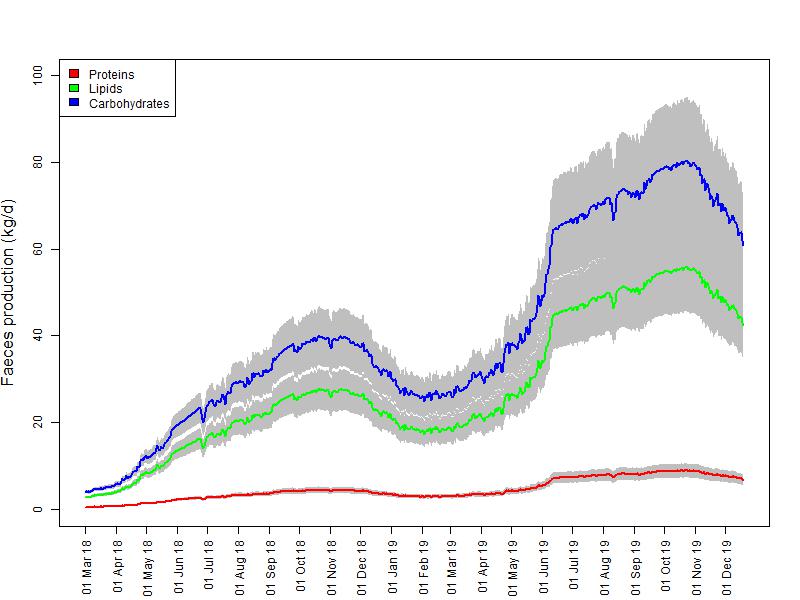 Proteins
Lipids
Carbohydrates
Faeces production (kg/d)
100
80
60
40
20
0
01 Mar 18
01 Apr 18
01 May 18
01 Jun 18
01 Jul 18
01 Aug 18
01 Sep 18
01 Oct 18
01 Nov 18
01 Dec 18
01 Jan 19
01 Feb 19
01 Mar 19
01 Apr 19
01 May 19
01 Jun 19
01 Jul 19
01 Aug 19
01 Sep 19
01 Oct 19
01 Nov 19
01 Dec 19